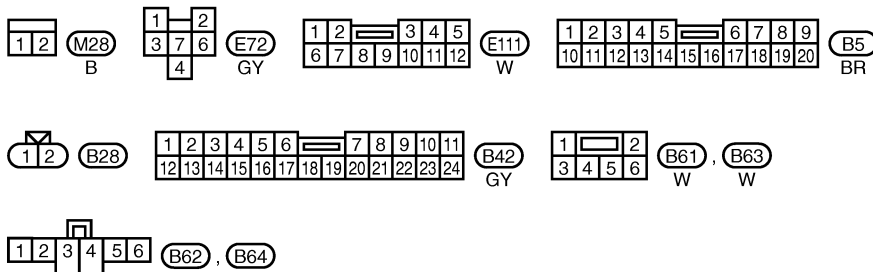 1 2 M28 B
1 2 3 7 6 4 E72 GY
1 2 3 4 5 6 7 8 9 10 11 12 E111 W
1 2 3 4 5 6 7 8 9 10 11 12 13 14 15 16 17 18 19 20 B5 BR
1 2 B28
1 2 3 4 5 6 7 8 9 10 11 12 13 14 15 16 17 18 19 20 21 22 23 24 B42 GY
1 2 3 4 5 6 B61 , B63 W W
1 2 3 4 5 6 B62 , B64